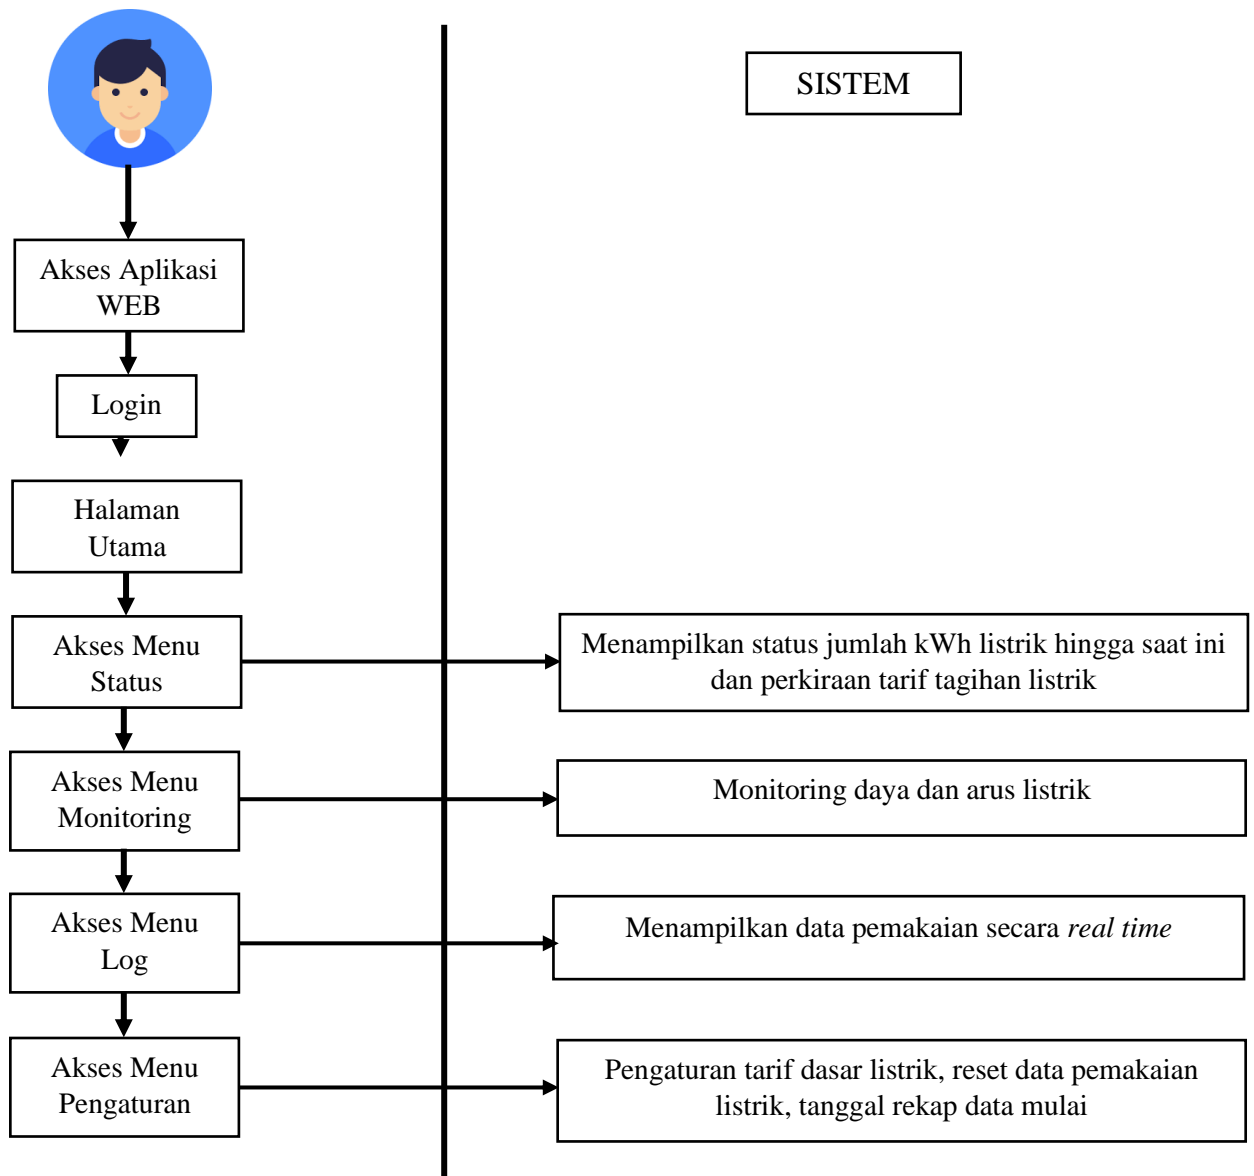 SISTEM
Akses Aplikasi
WEB
Login
Halaman
Utama
Akses Menu
Status
Menampilkan status jumlah kWh listrik hingga saat ini
dan perkiraan tarif tagihan listrik
Akses Menu
Monitoring
Monitoring daya dan arus listrik
Akses Menu
Log
Menampilkan data pemakaian secara real time
Akses Menu
Pengaturan
Pengaturan tarif dasar listrik, reset data pemakaian
listrik, tanggal rekap data mulai